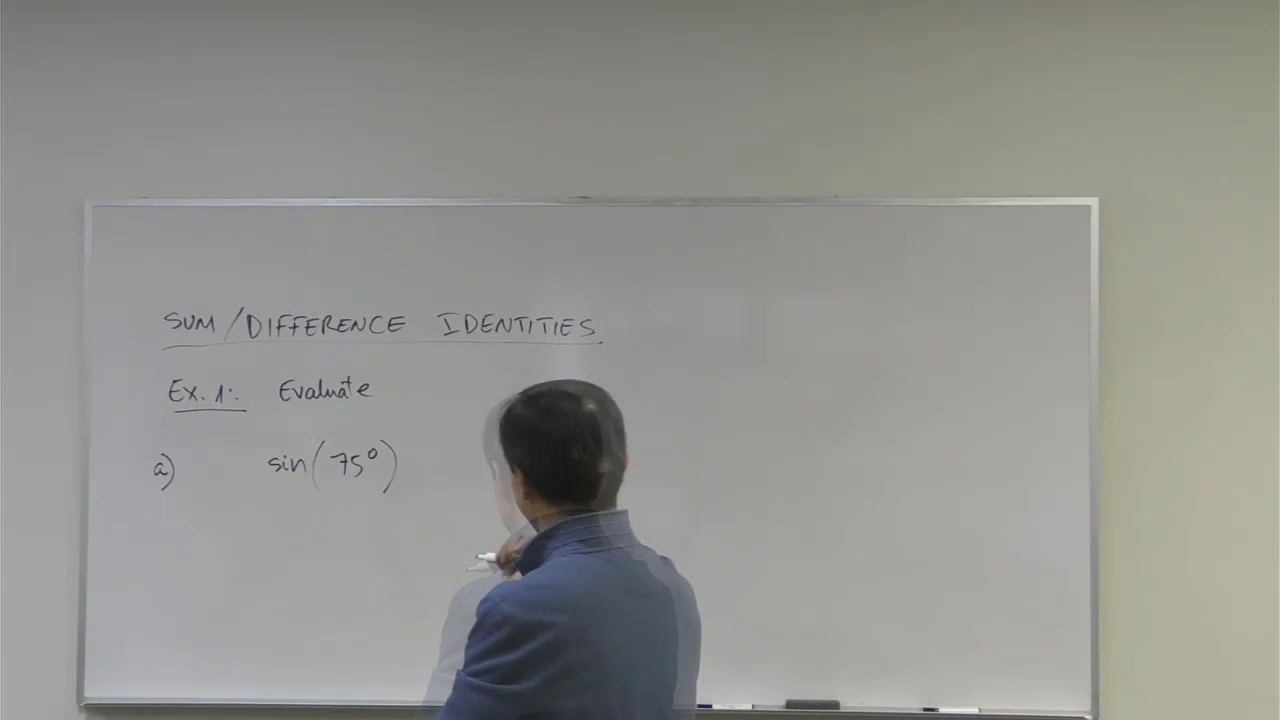 SUM/DIFFERENCE IDENTITIES
Ex. 1: Evaluate
a) sin(75°)